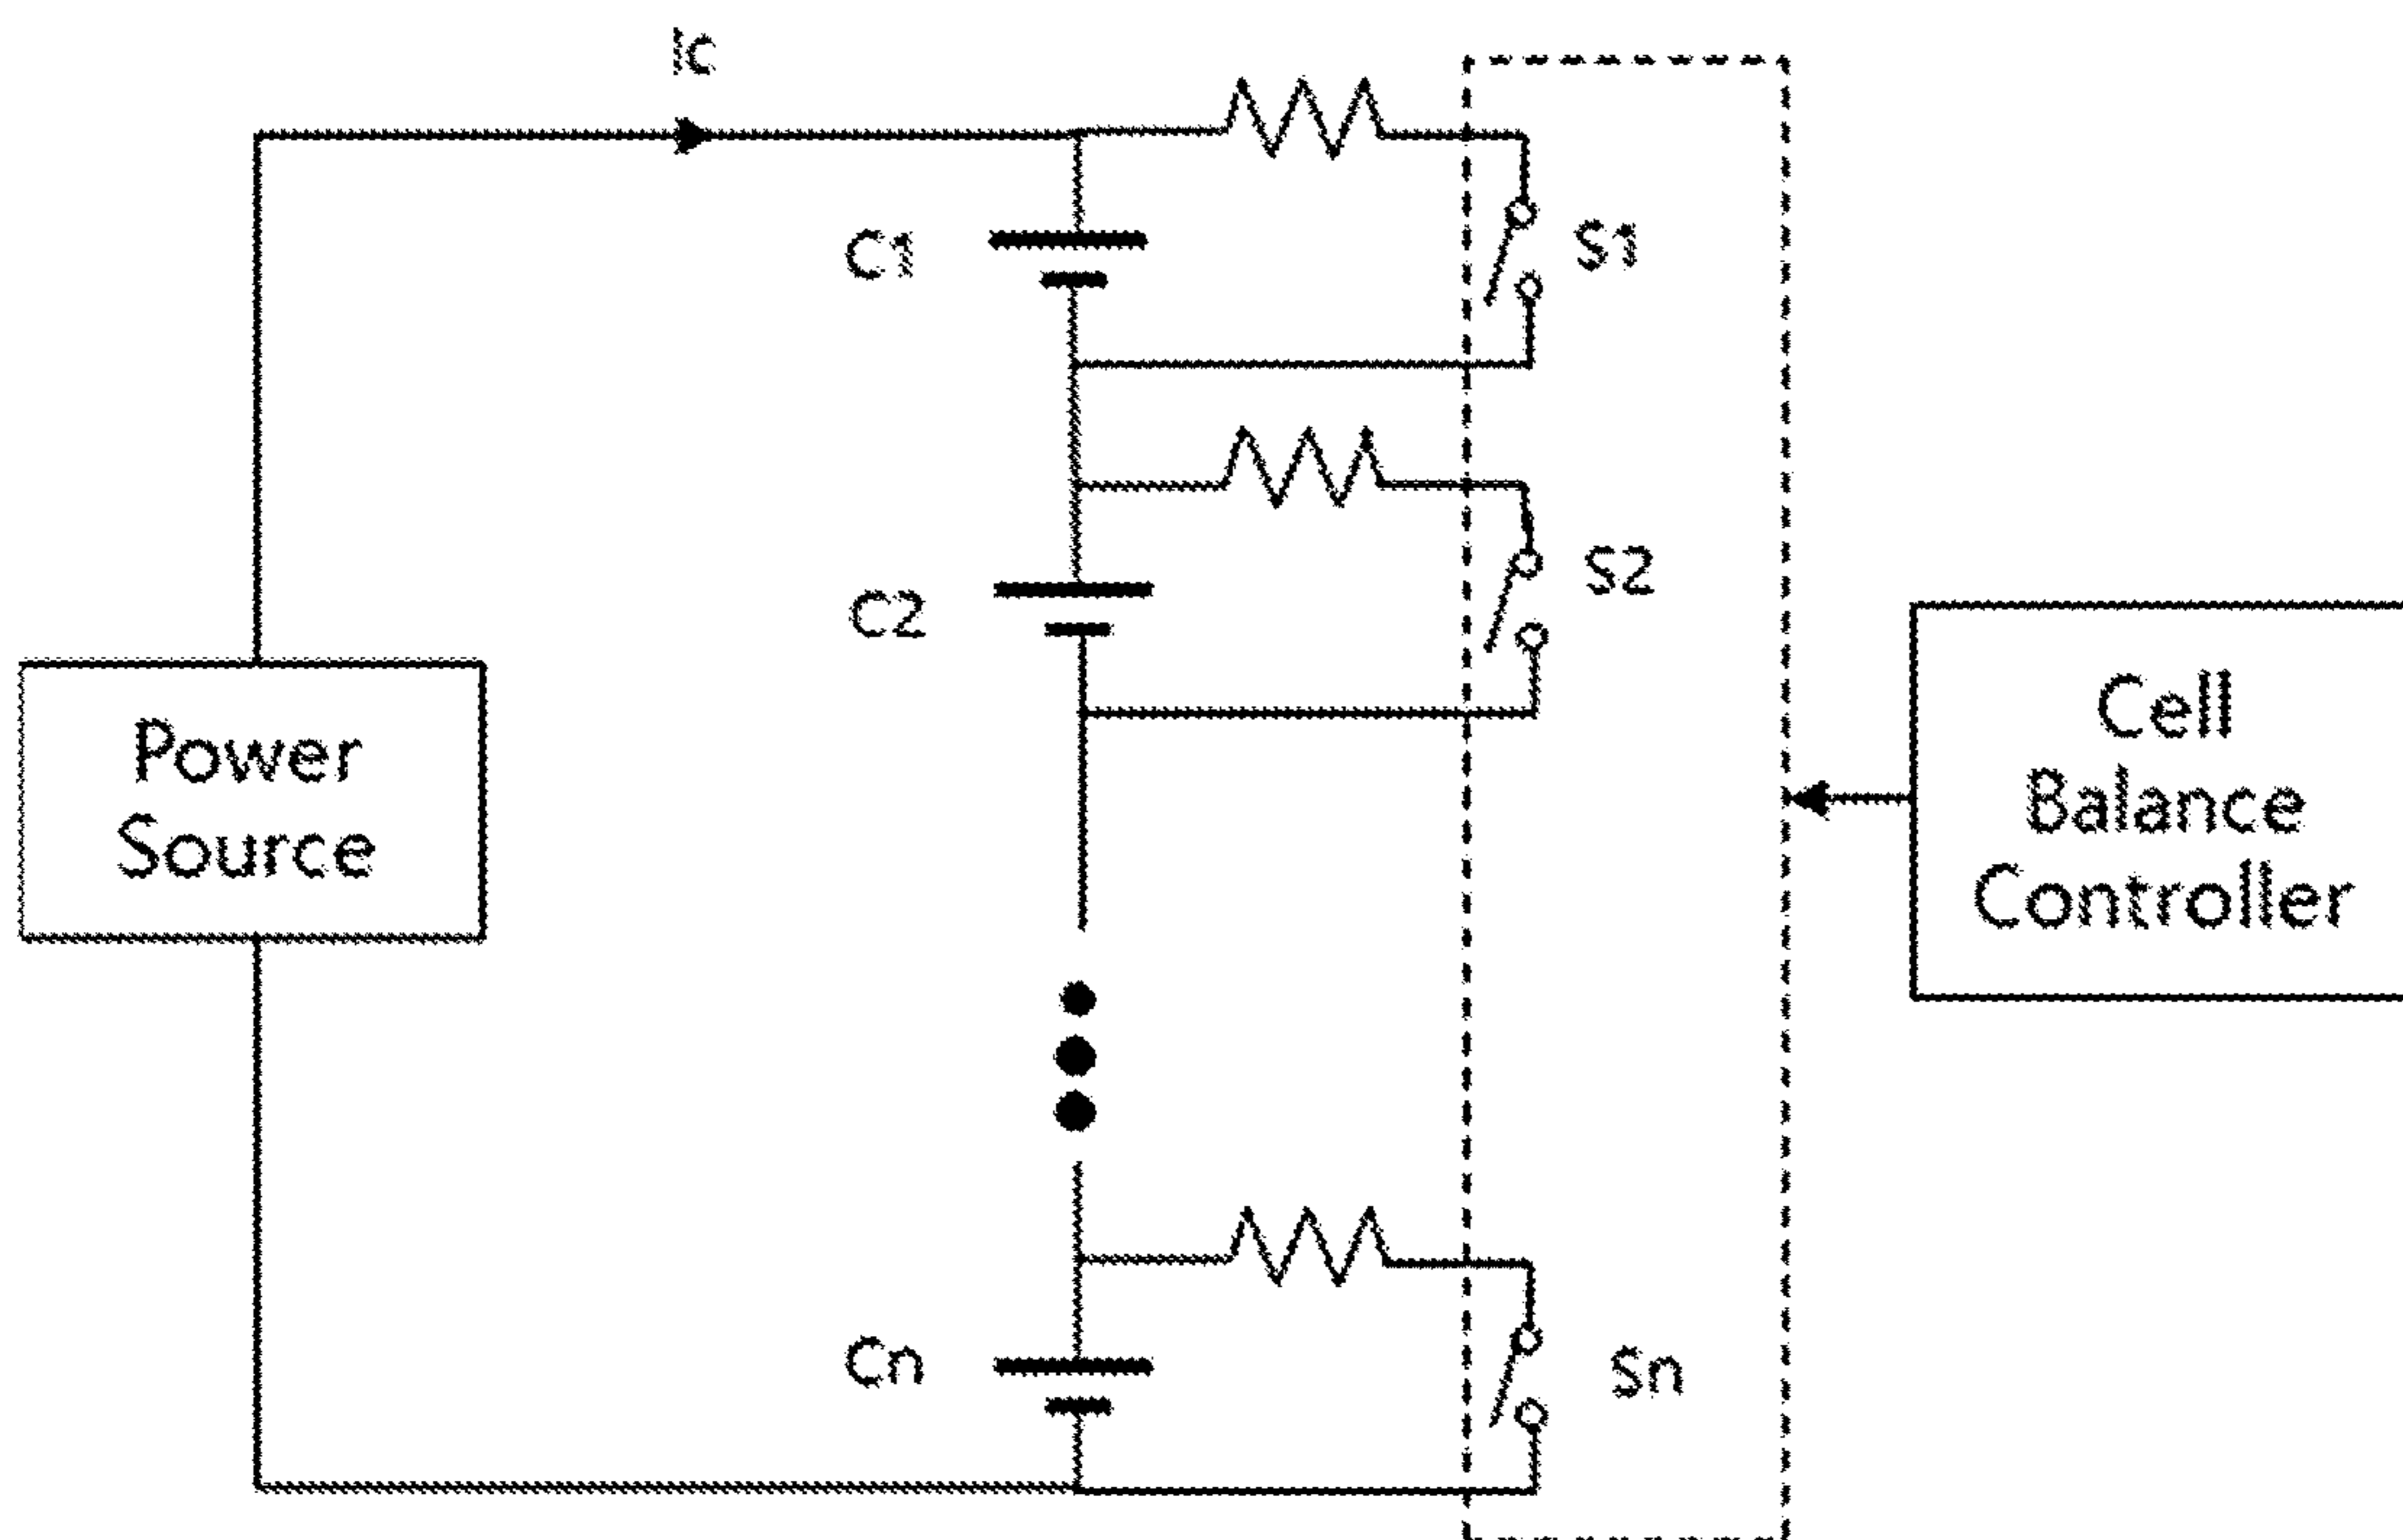 Ic
C1
S1
C2
S2
Power
Source
Cell
Balance
Controller
Cn
Sn